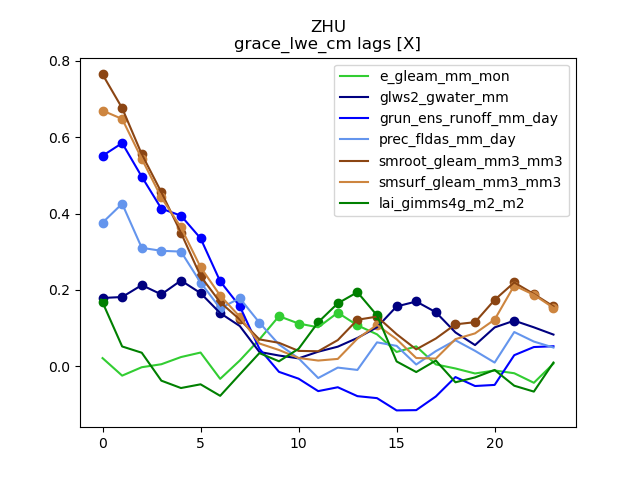 ZHU
grace_lwe_cm lags [X]
0.8
0.6
0.4
0.2
0.0
0
5
10
15
20
e_gleam_mm_mon
glws2_gwater_mm
grun_ens_runoff_mm_day
prec_fldas_mm_day
smroot_gleam_mm3_mm3
smsurf_gleam_mm3_mm3
lai_gimms4g_m2_m2